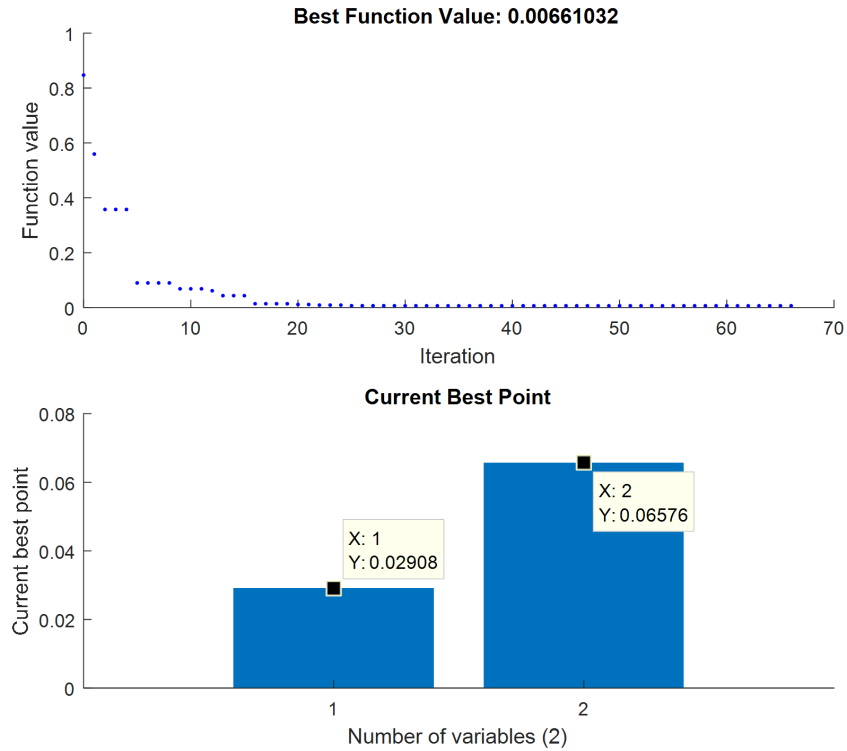 Best Function Value: 0.00661032
1
0.8
0.6
0.4
0.2
0
Function value
0 10 20 30 40 50 60 70
Iteration
Current Best Point
0.08
0.06
0.04
0.02
0
Current best point
X: 1
Y: 0.02908
X: 2
Y: 0.06576
1 2
Number of variables (2)